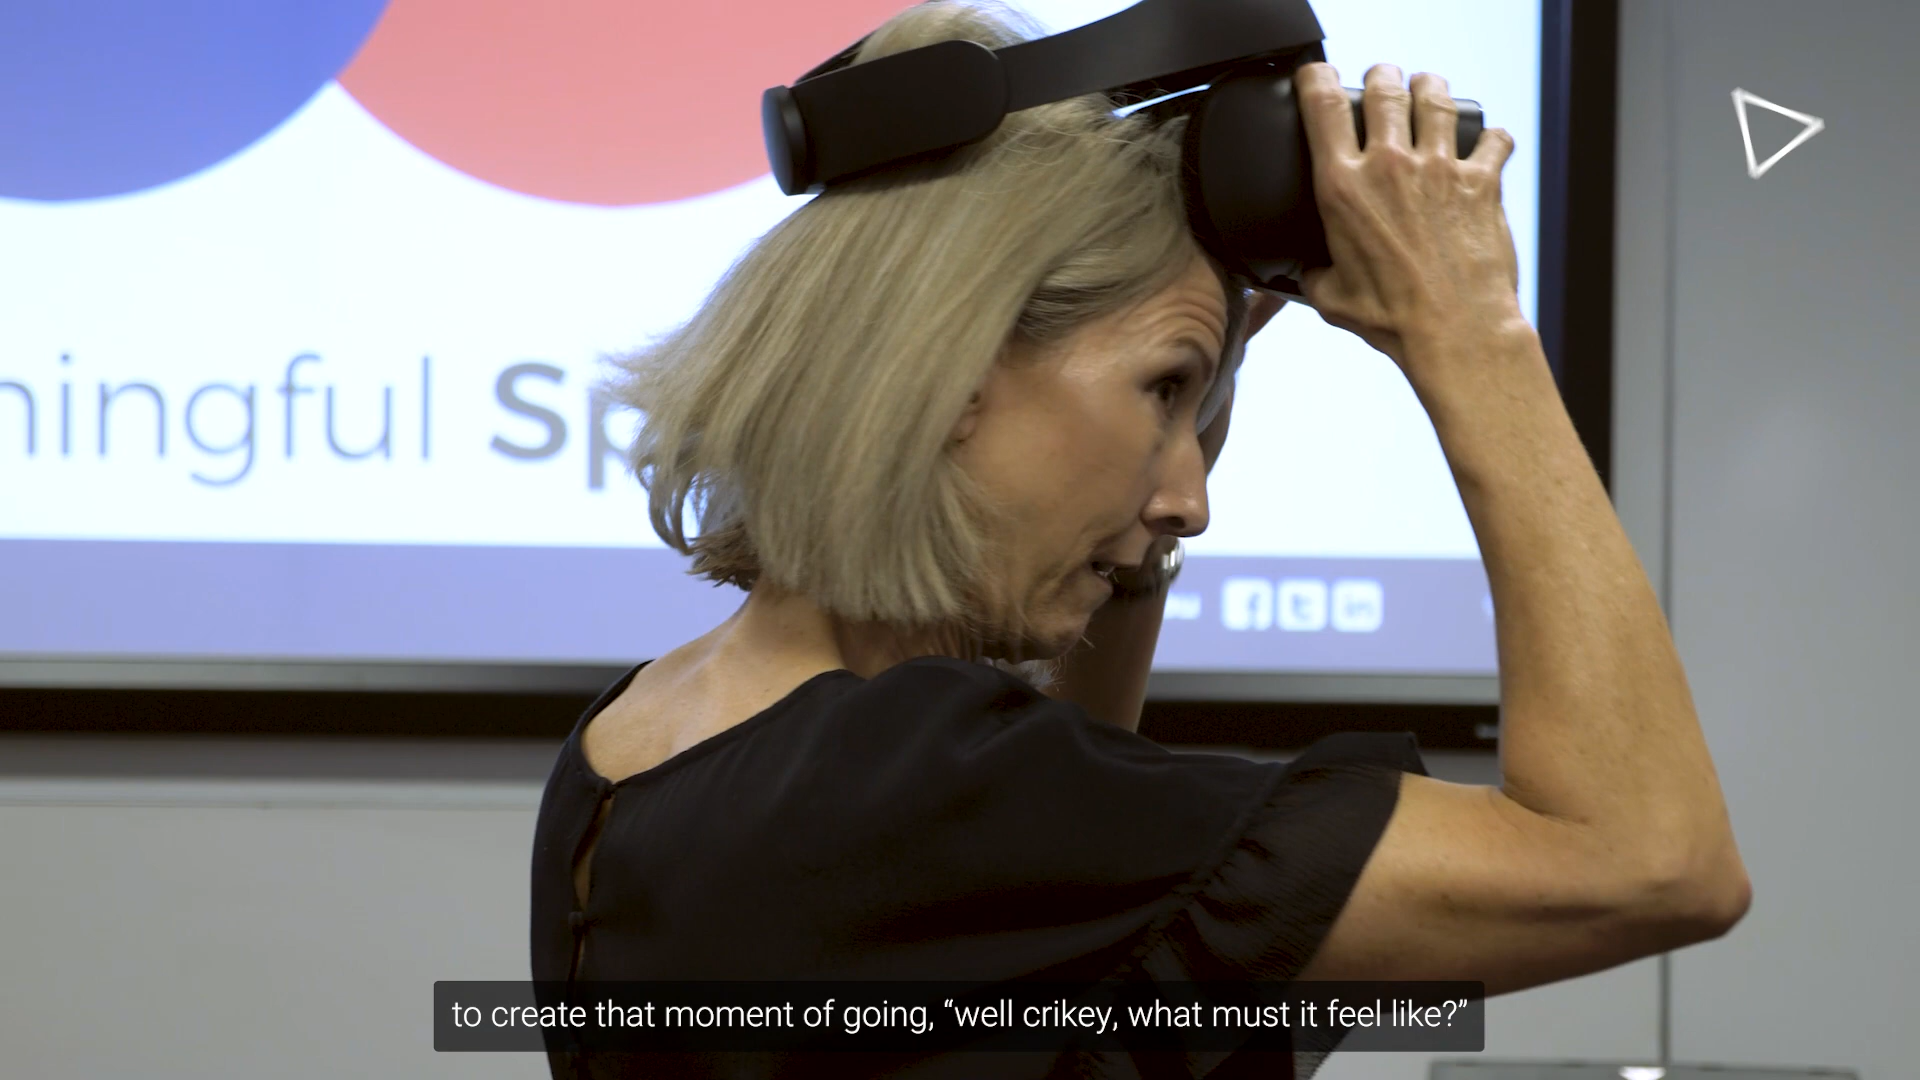 ningful Sp
to create that moment of going, “well crikey, what must it feel like?”